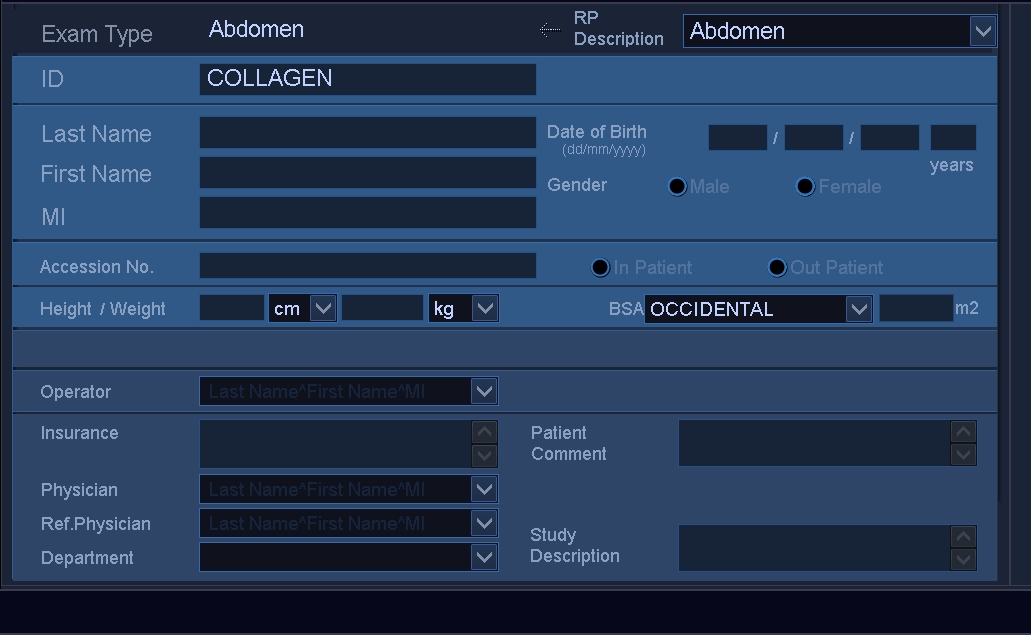 Exam Type Abdomen RP Description Abdomen
ID COLLAGEN
Last Name Date of Birth (dd/mm/yyyy) / / years
First Name Gender Male Female
MI
Accession No. In Patient Out Patient
Height / Weight cm kg BSA OCCIDENTAL m2
Operator Last Name^First Name^MI
Insurance Patient Comment
Physician Last Name^First Name^MI
Ref.Physician Last Name^First Name^MI
Department Study Description